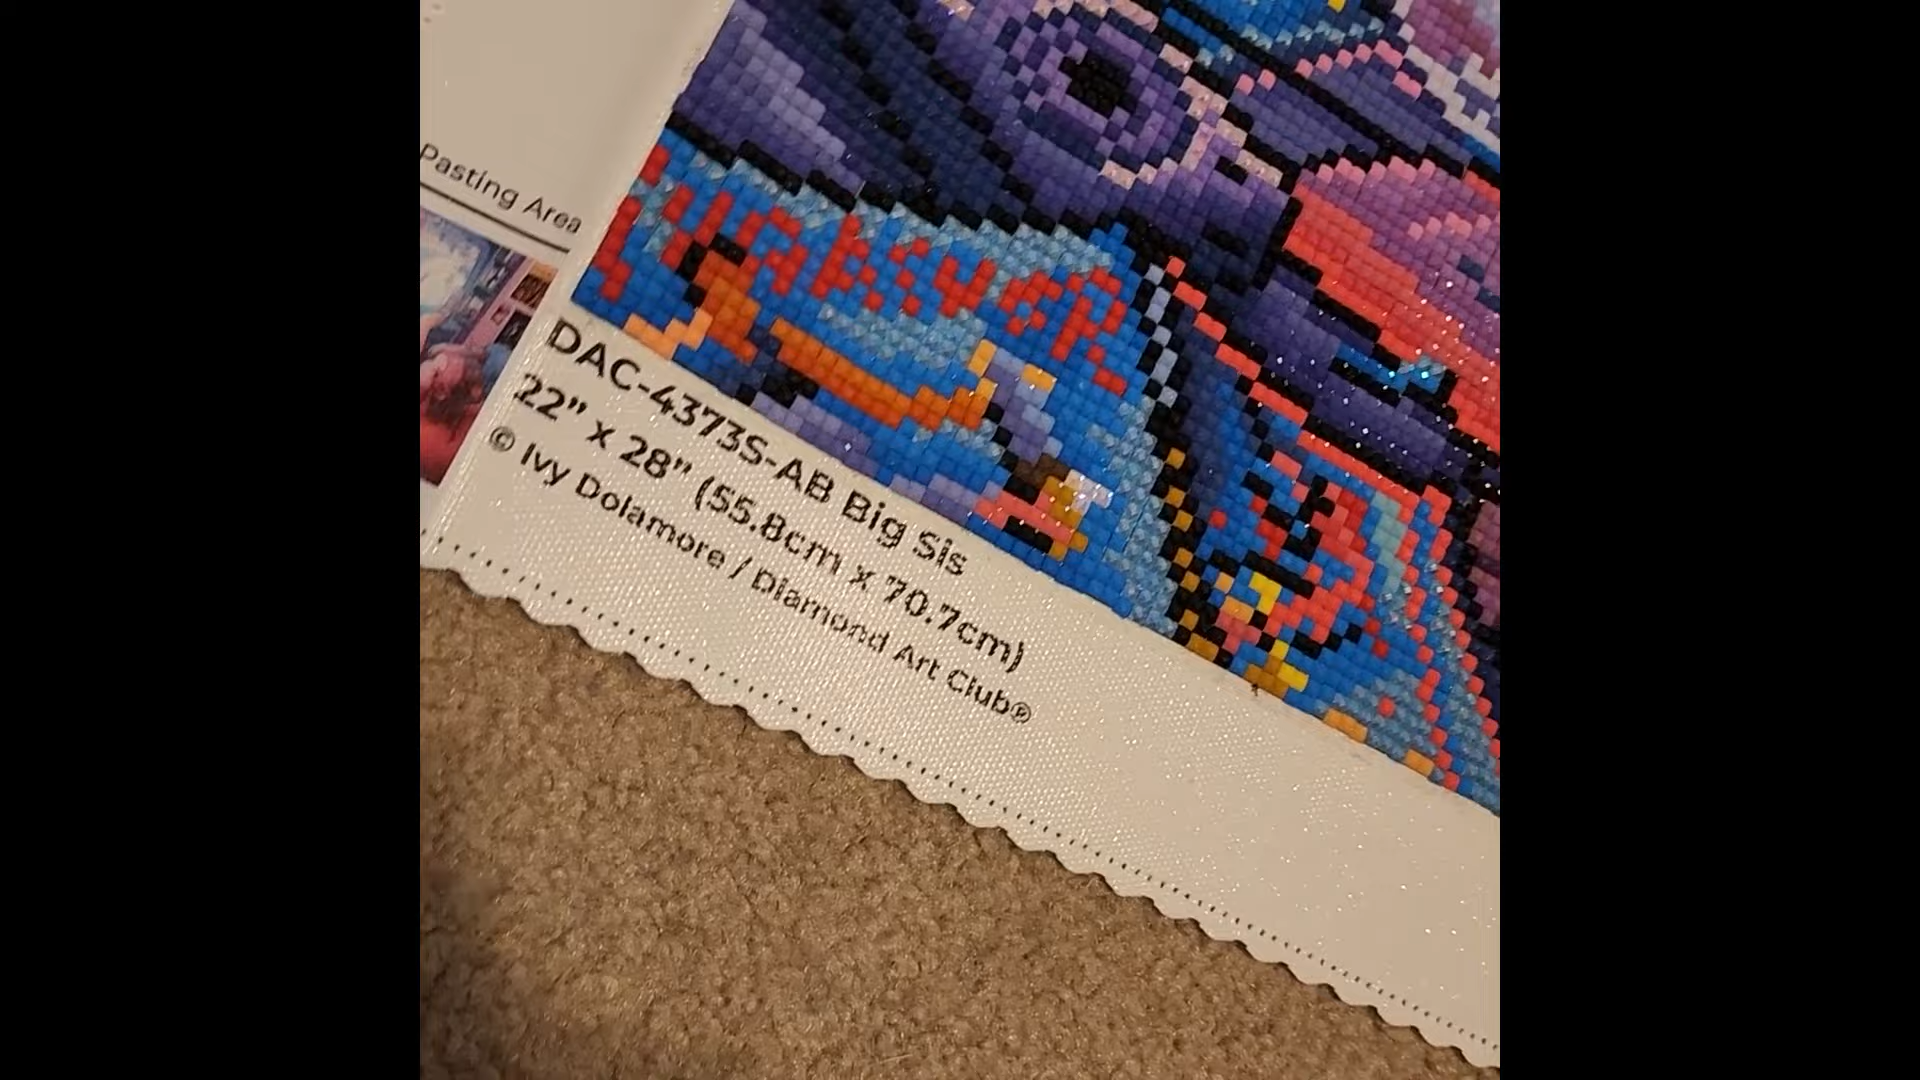 Pasting Area
DAC-4373S-AB Big Sis
22" x 28" (55.8cm x 70.7cm)
© Ivy Dolamore / Diamond Art Club®